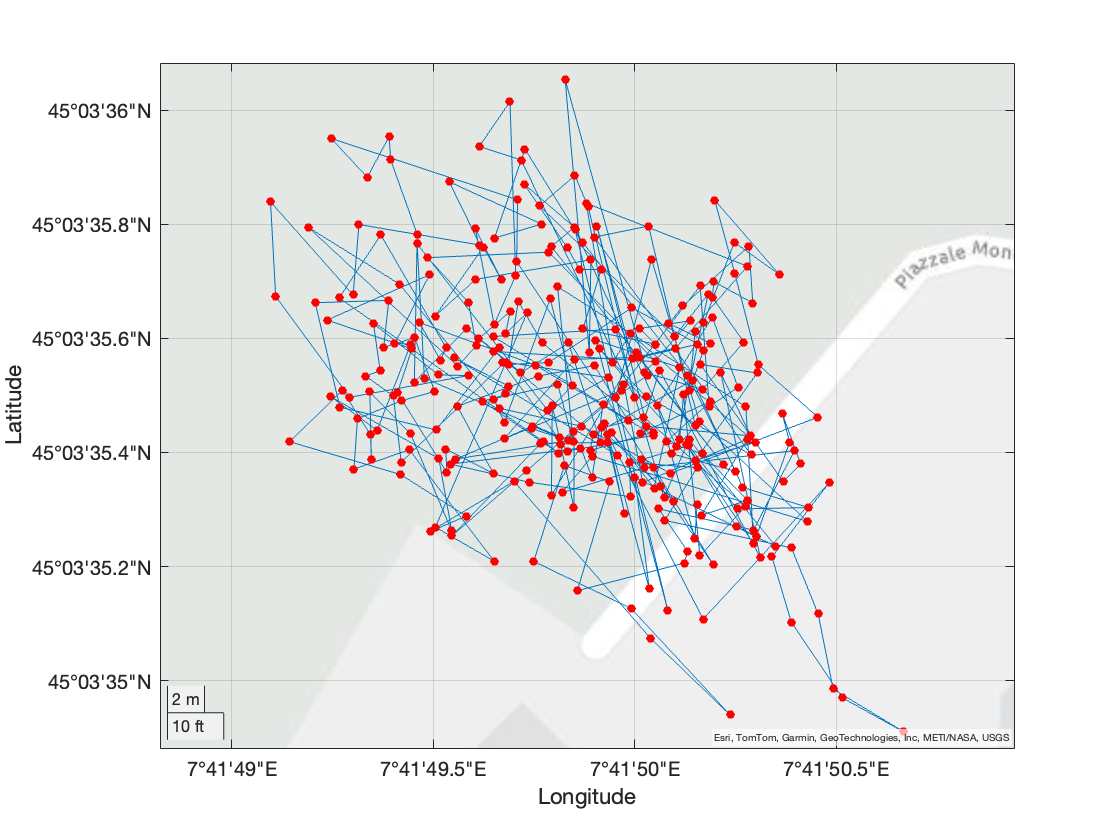 45°03'36"N
45°03'35.8"N
45°03'35.6"N
45°03'35.4"N
45°03'35.2"N
45°03'35"N
Latitude
Piazzale Mon
2 m
10 ft
Esri, TomTom, Garmin, GeoTechnologies, Inc, METI/NASA, USGS
7°41'49"E 7°41'49.5"E 7°41'50"E 7°41'50.5"E
Longitude